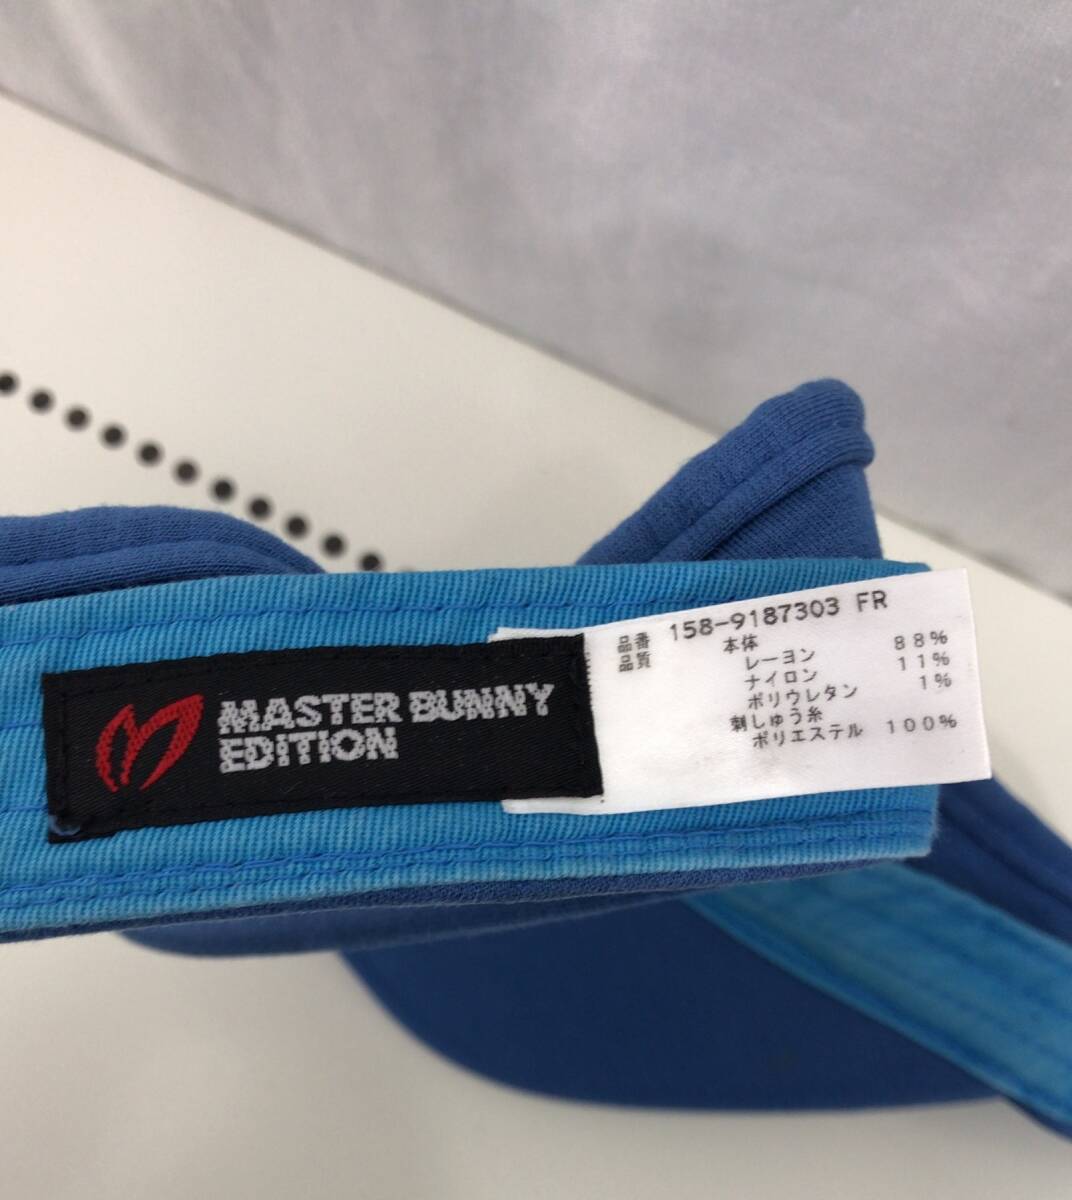 MASTER BUNNY
EDITION
品番 158-9187303 FR
品質 本体
レーヨン 88%
ナイロン 11%
ポリウレタン 1%
刺しゅう糸
ポリエステル 100%